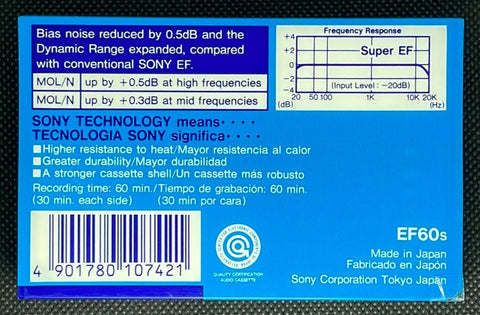 Bias noise reduced by 0.5dB and the
Dynamic Range expanded, compared
with conventional SONY EF.
MOL/N up by +0.5dB at high frequencies
MOL/N up by +0.3dB at mid frequencies
Frequency Response
+4
+2
0
-2
-4
Super EF
(Input Level : -20dB)
20 50 100 1K 10K 20K
(dB) (Hz)
SONY TECHNOLOGY means····
TECNOLOGIA SONY significa····
■Higher resistance to heat/Mayor resistencia al calor
■Greater durability/Mayor durabilidad
■A stronger cassette shell/Un cassette más robusto
Recording time: 60 min./Tiempo de grabación: 60 min.
(30 min. each side) (30 min por cara)
4 901780 107421
QUALITY CERTIFICATION
AUDIO CASSETTE
EF60s
Made in Japan
Fabricado en Japón
Sony Corporation Tokyo Japan